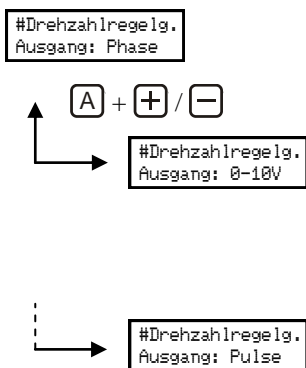 #Drehzahlregelg.
Ausgang: Phase
A + + / −
#Drehzahlregelg.
Ausgang: 0-10V
#Drehzahlregelg.
Ausgang: Pulse